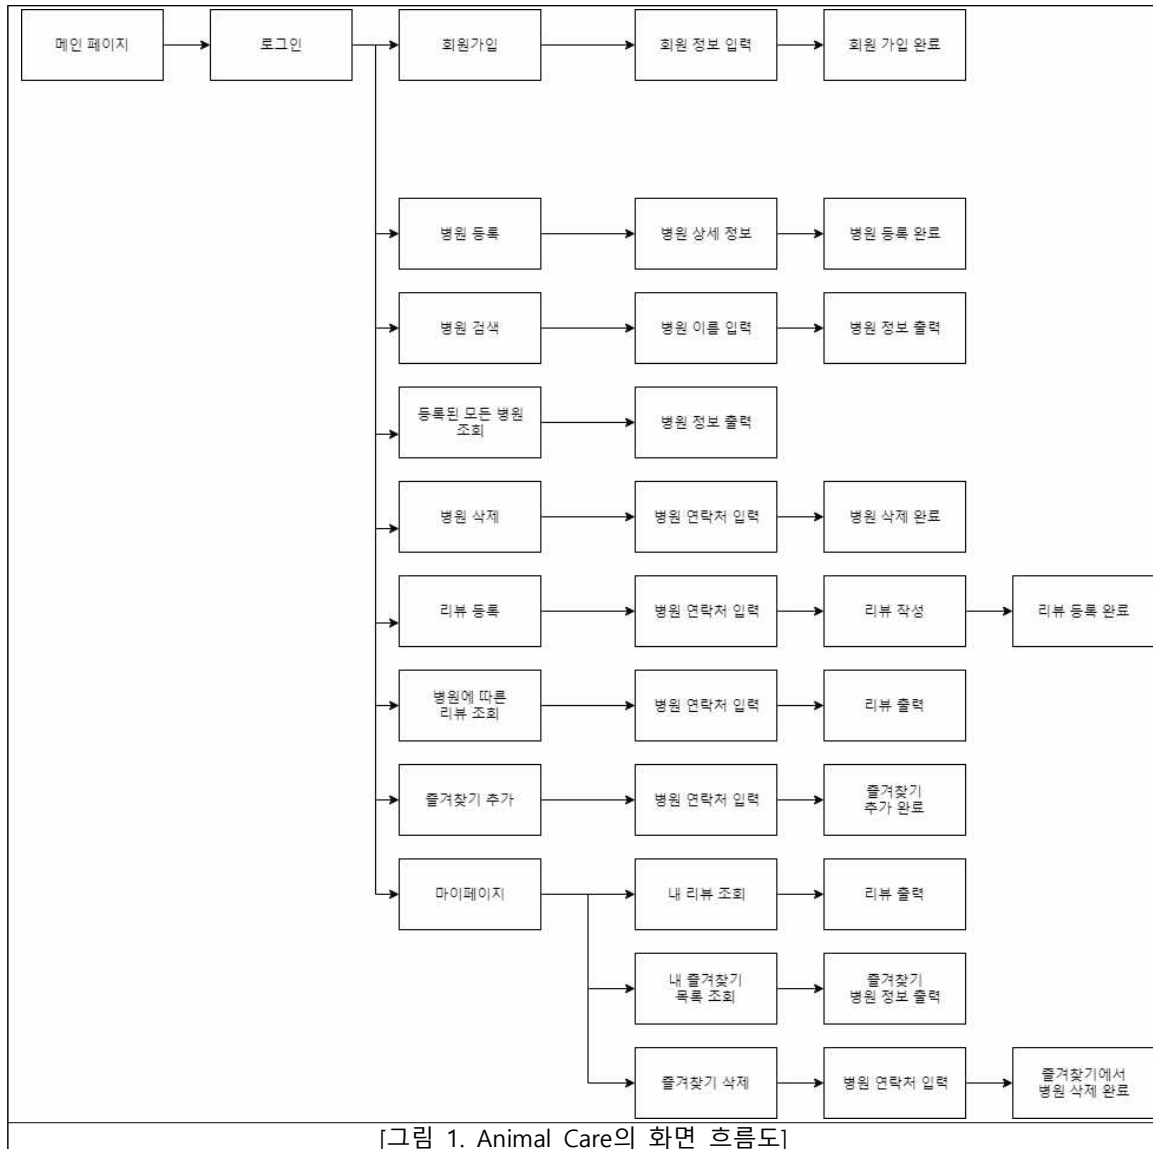 메인 페이지
로그인
회원가입
회원 정보 입력
회원 가입 완료
병원 등록
병원 상세 정보
병원 등록 완료
병원 검색
병원 이름 입력
병원 정보 출력
등록된 모든 병원
조회
병원 정보 출력
병원 삭제
병원 연락처 입력
병원 삭제 완료
리뷰 등록
병원 연락처 입력
리뷰 작성
리뷰 등록 완료
병원에 따른
리뷰 조회
병원 연락처 입력
리뷰 출력
즐겨찾기 추가
병원 연락처 입력
즐겨찾기
추가 완료
마이페이지
내 리뷰 조회
리뷰 출력
내 즐겨찾기
목록 조회
즐겨찾기
병원 정보 출력
즐겨찾기 삭제
병원 연락처 입력
즐겨찾기에서
병원 삭제 완료
[그림 1. Animal Care의 화면 흐름도]